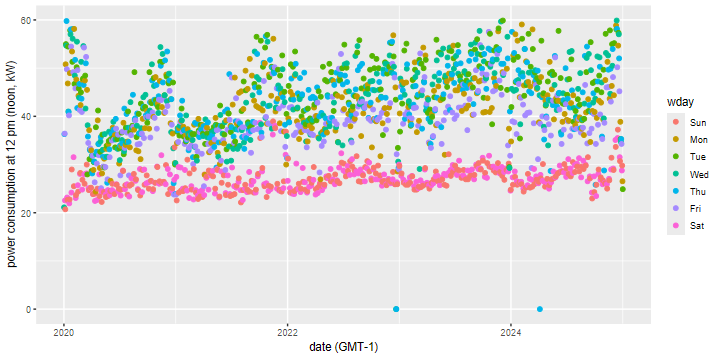 power consumption at 12 pm (noon, kW)
60
40
20
0
2020
2022
2024
date (GMT-1)
wday
Sun
Mon
Tue
Wed
Thu
Fri
Sat